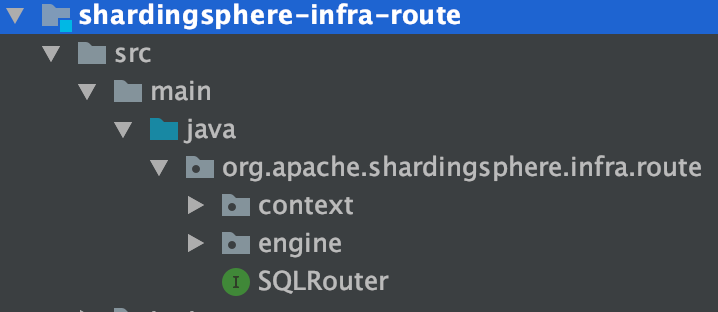 shardingsphere-infra-route
src
main
java
org.apache.shardingsphere.infra.route
context
engine
I SQLRouter